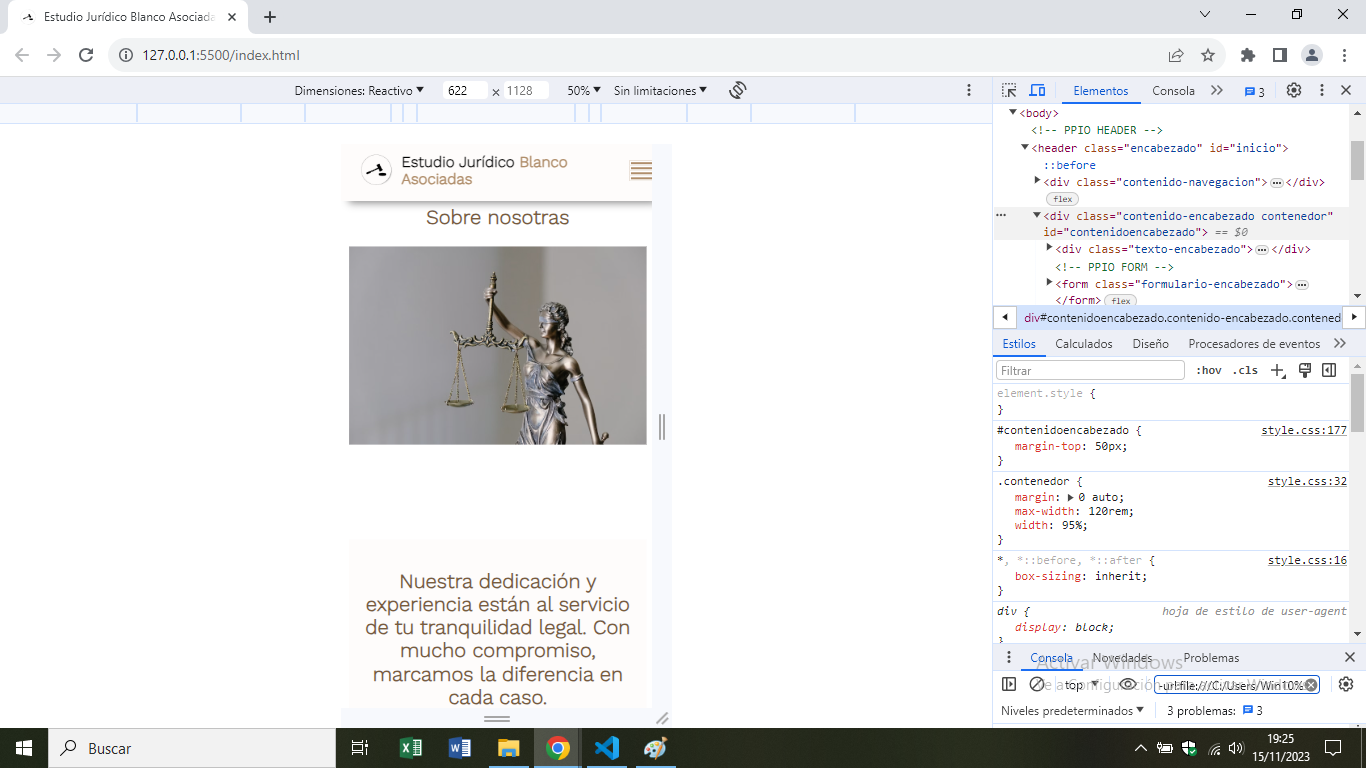 Estudio Jurídico Blanco Asociada
127.0.0.1:5500/index.html
Dimensiones: Reactivo 622 x 1128 50% Sin limitaciones
Elementos Consola 3
<body>
<!-- PPIO HEADER -->
<header class="encabezado" id="inicio">
::before
<div class="contenido-navegacion"> … </div>
flex
<div class="contenido-encabezado contenedor"
id="contenidoencabezado"> == $0
<div class="texto-encabezado"> … </div>
<!-- PPIO FORM -->
<form class="formulario-encabezado"> …
</form> flex
div#contenidoencabezado.contenido-encabezado.contened
Estilos Calculados Diseño Procesadores de eventos
Filtrar :hov .cls
element.style {
}
#contenidoencabezado { style.css:177
margin-top: 50px;
}
.contenedor { style.css:32
margin: 0 auto;
max-width: 120rem;
width: 95%;
}
*, *::before, *::after { style.css:16
box-sizing: inherit;
}
div { hoja de estilo de user-agent
display: block;
}
Consola Novedades Problemas
Activar Windows
top -url:file:///C:/Users/Win10%
Niveles predeterminados 3 problemas: 3
Estudio Jurídico Blanco
Asociadas
Sobre nosotras
Nuestra dedicación y
experiencia están al servicio
de tu tranquilidad legal. Con
mucho compromiso,
marcamos la diferencia en
cada caso.
Buscar
19:25
15/11/2023